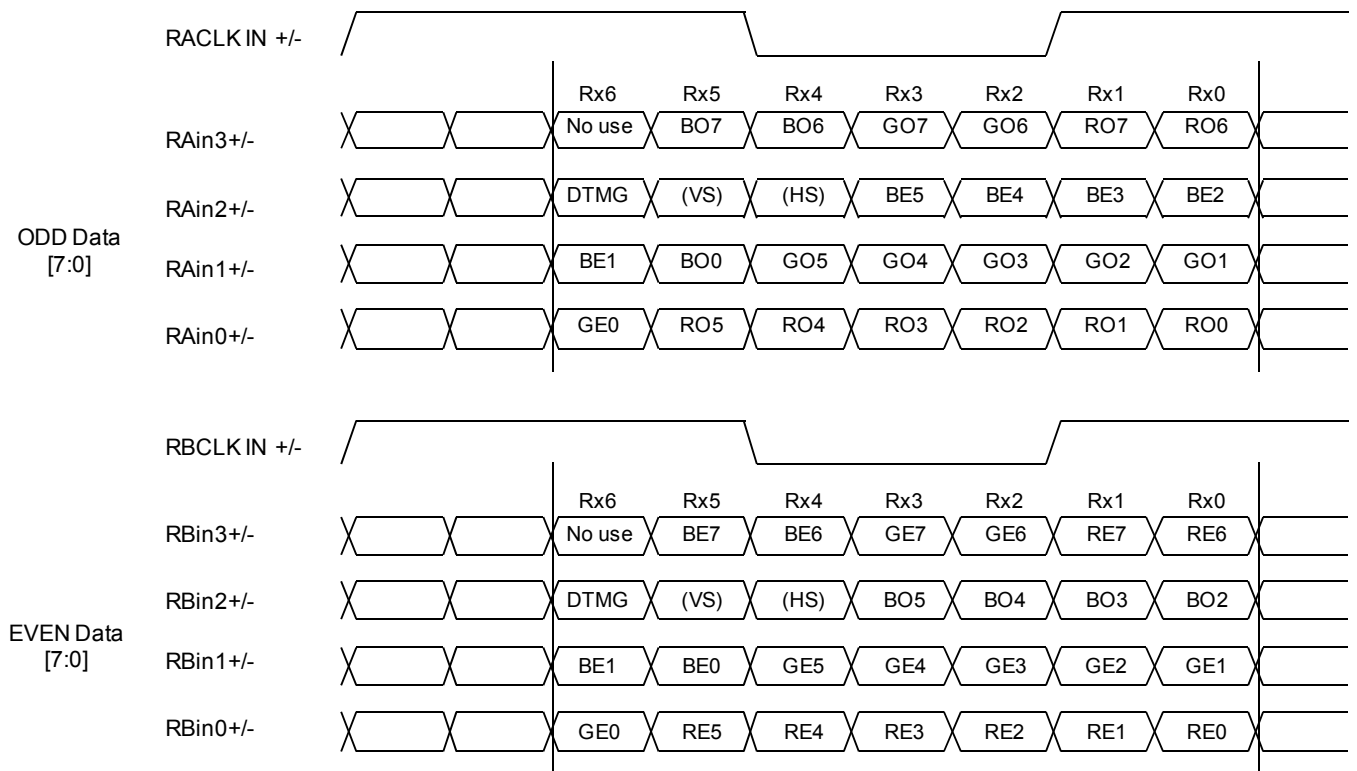 RACLK IN +/-
Rx6 Rx5 Rx4 Rx3 Rx2 Rx1 Rx0
RAin3+/- No use BO7 BO6 GO7 GO6 RO7 RO6
RAin2+/- DTMG (VS) (HS) BE5 BE4 BE3 BE2
ODD Data
[7:0]
RAin1+/- BE1 BO0 GO5 GO4 GO3 GO2 GO1
RAin0+/- GE0 RO5 RO4 RO3 RO2 RO1 RO0
RBCLK IN +/-
Rx6 Rx5 Rx4 Rx3 Rx2 Rx1 Rx0
RBin3+/- No use BE7 BE6 GE7 GE6 RE7 RE6
RBin2+/- DTMG (VS) (HS) BO5 BO4 BO3 BO2
EVEN Data
[7:0]
RBin1+/- BE1 BE0 GE5 GE4 GE3 GE2 GE1
RBin0+/- GE0 RE5 RE4 RE3 RE2 RE1 RE0